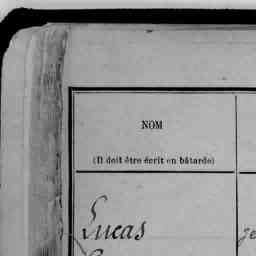 NOM
(Il doit être écrit en bâtarde)
Lucas